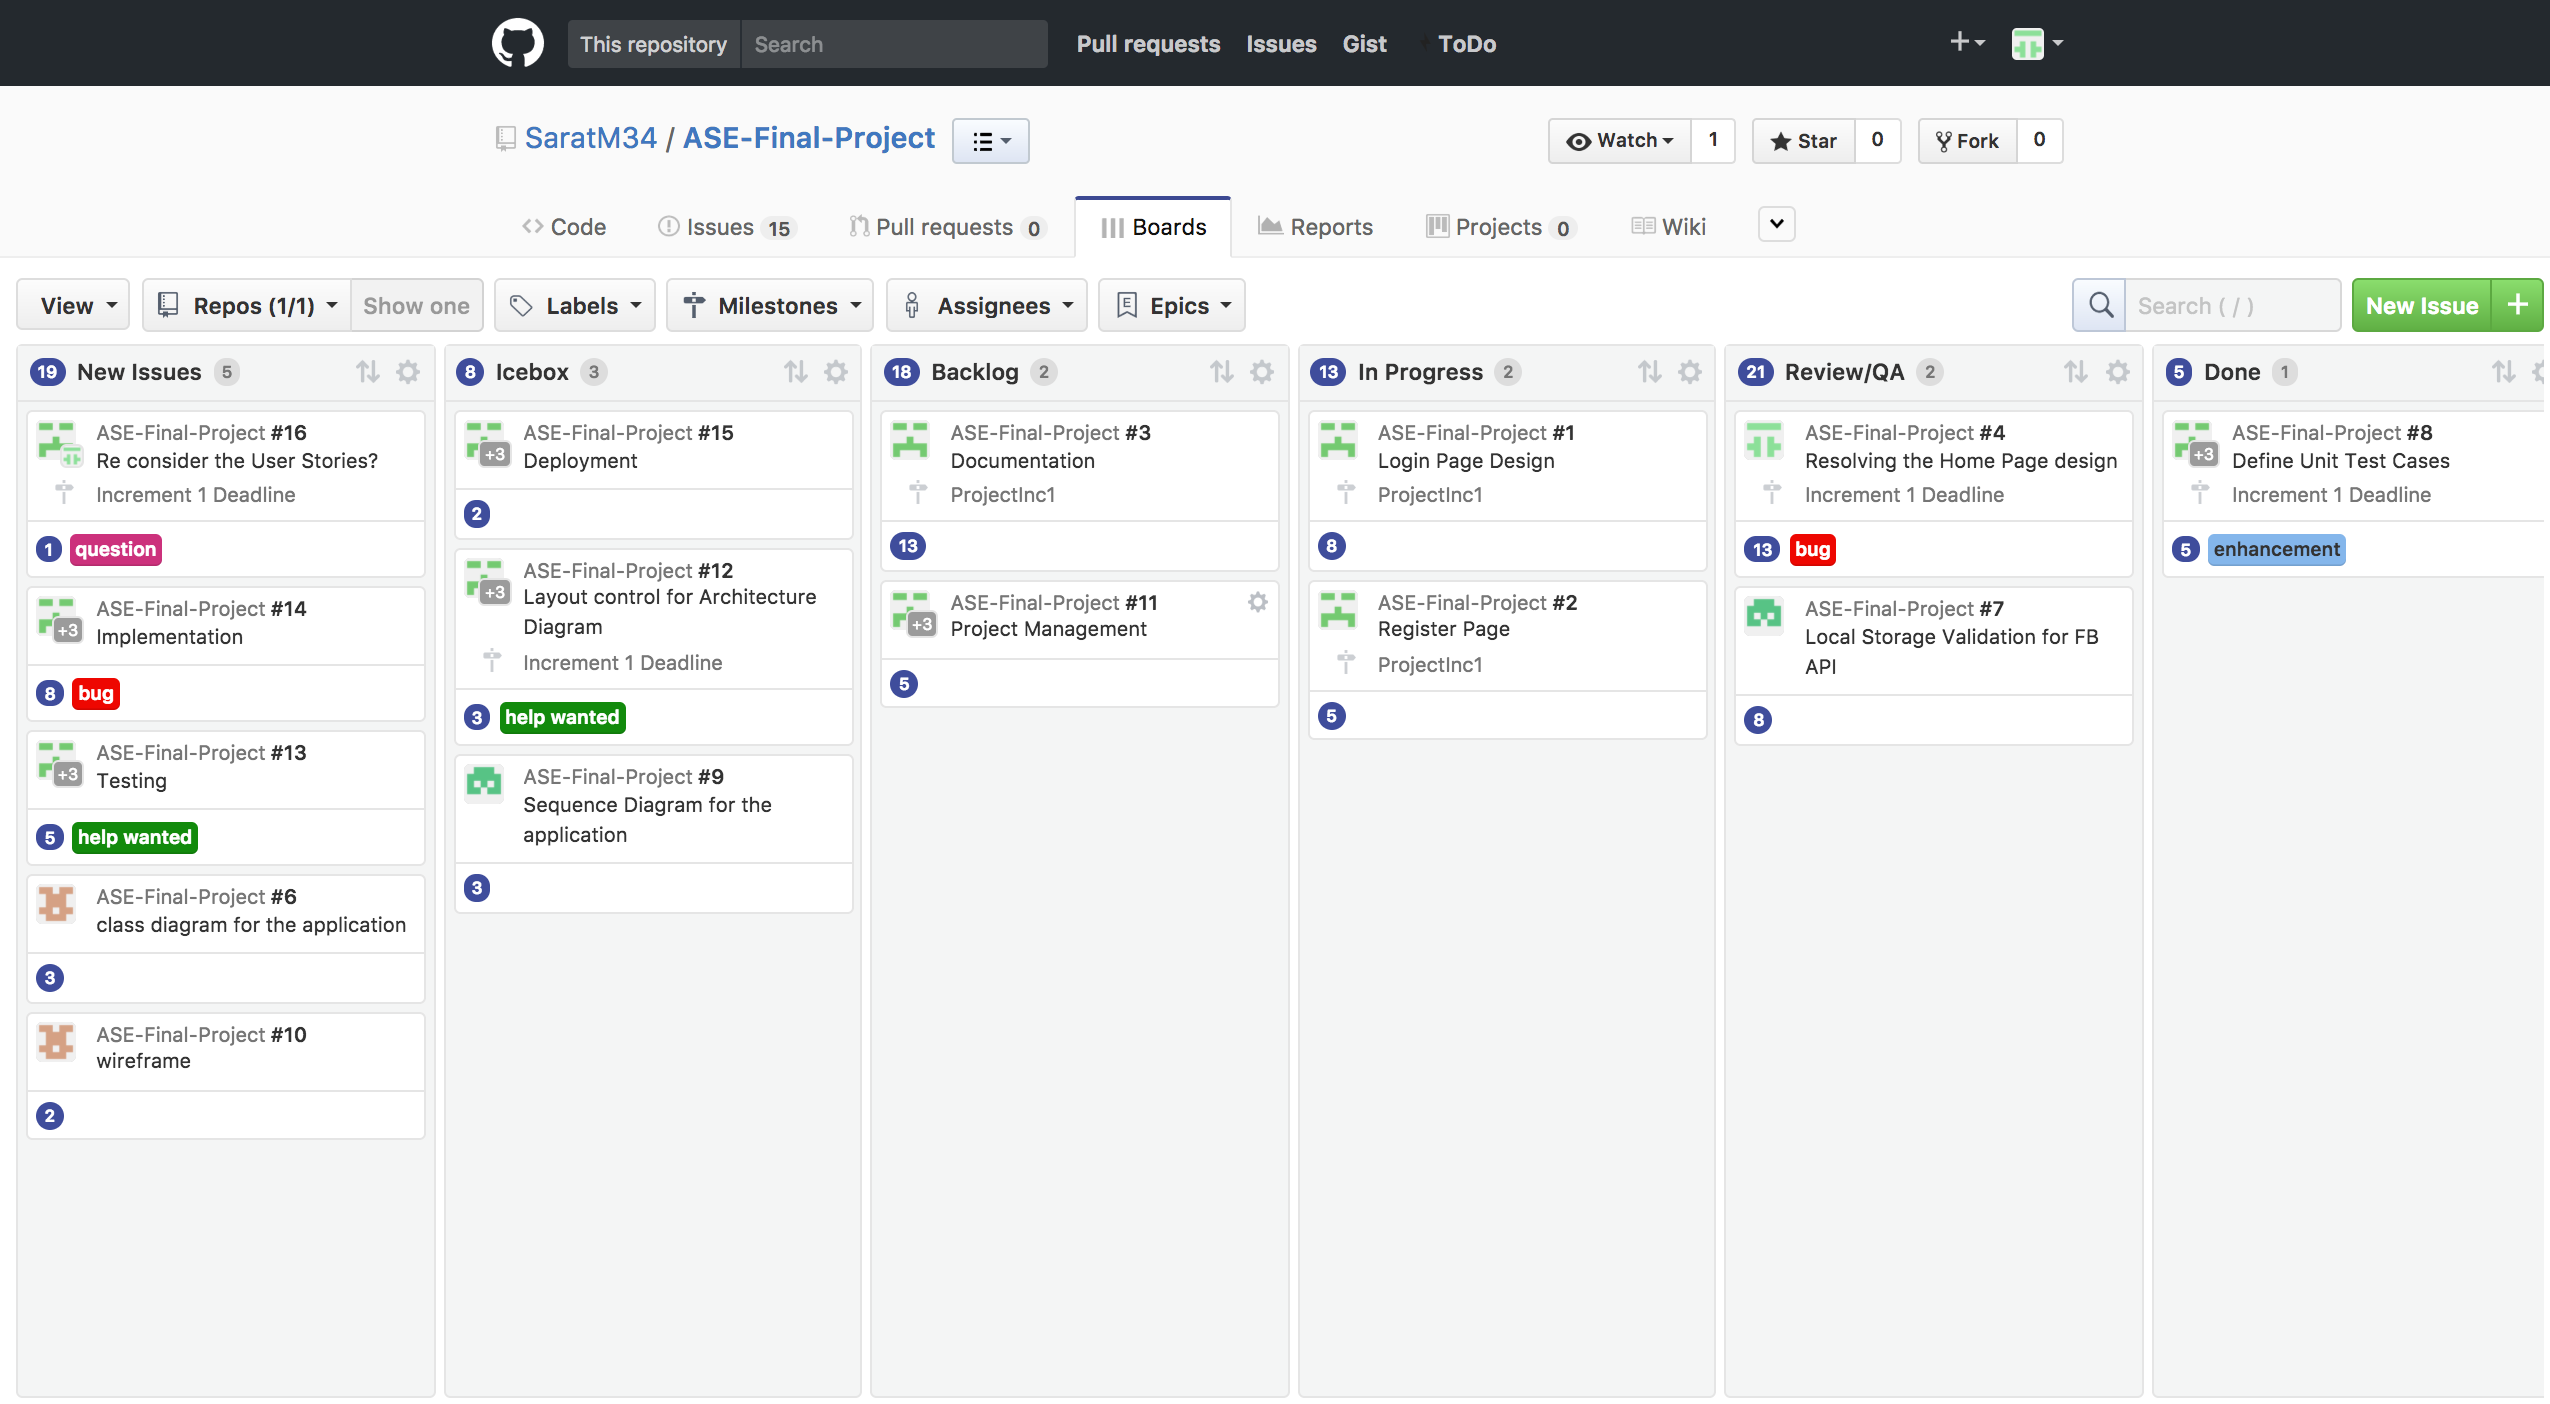 This repository Search Pull requests Issues Gist ToDo
SaratM34 / ASE-Final-Project Watch 1 Star 0 Fork 0
Code Issues 15 Pull requests 0 Boards Reports Projects 0 Wiki
View Repos (1/1) Show one Labels Milestones Assignees E Epics Search ( / ) New Issue +
19 New Issues 5
ASE-Final-Project #16
Re consider the User Stories?
Increment 1 Deadline
1 question
ASE-Final-Project #14
+3 Implementation
8 bug
ASE-Final-Project #13
+3 Testing
5 help wanted
ASE-Final-Project #6
class diagram for the application
3
ASE-Final-Project #10
wireframe
2
8 Icebox 3
ASE-Final-Project #15
+3 Deployment
2
ASE-Final-Project #12
+3 Layout control for Architecture
Diagram
Increment 1 Deadline
3 help wanted
ASE-Final-Project #9
Sequence Diagram for the
application
3
18 Backlog 2
ASE-Final-Project #3
Documentation
ProjectInc1
13
ASE-Final-Project #11
+3 Project Management
5
13 In Progress 2
ASE-Final-Project #1
Login Page Design
ProjectInc1
8
ASE-Final-Project #2
Register Page
ProjectInc1
5
21 Review/QA 2
ASE-Final-Project #4
Resolving the Home Page design
Increment 1 Deadline
13 bug
ASE-Final-Project #7
Local Storage Validation for FB
API
8
5 Done 1
ASE-Final-Project #8
+3 Define Unit Test Cases
Increment 1 Deadline
5 enhancement